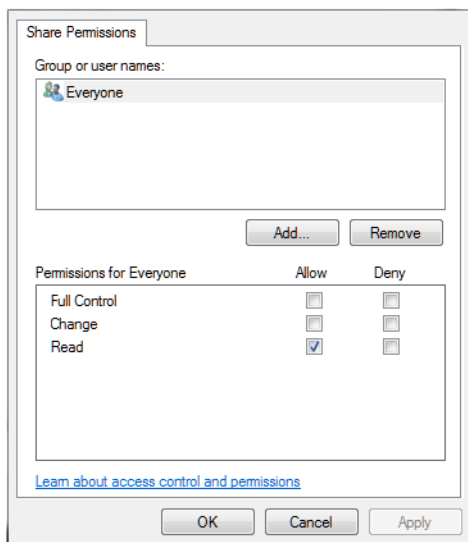 Share Permissions
Group or user names:
Everyone
Add... Remove
Permissions for Everyone Allow Deny
Full Control
Change
Read
Learn about access control and permissions
OK Cancel Apply